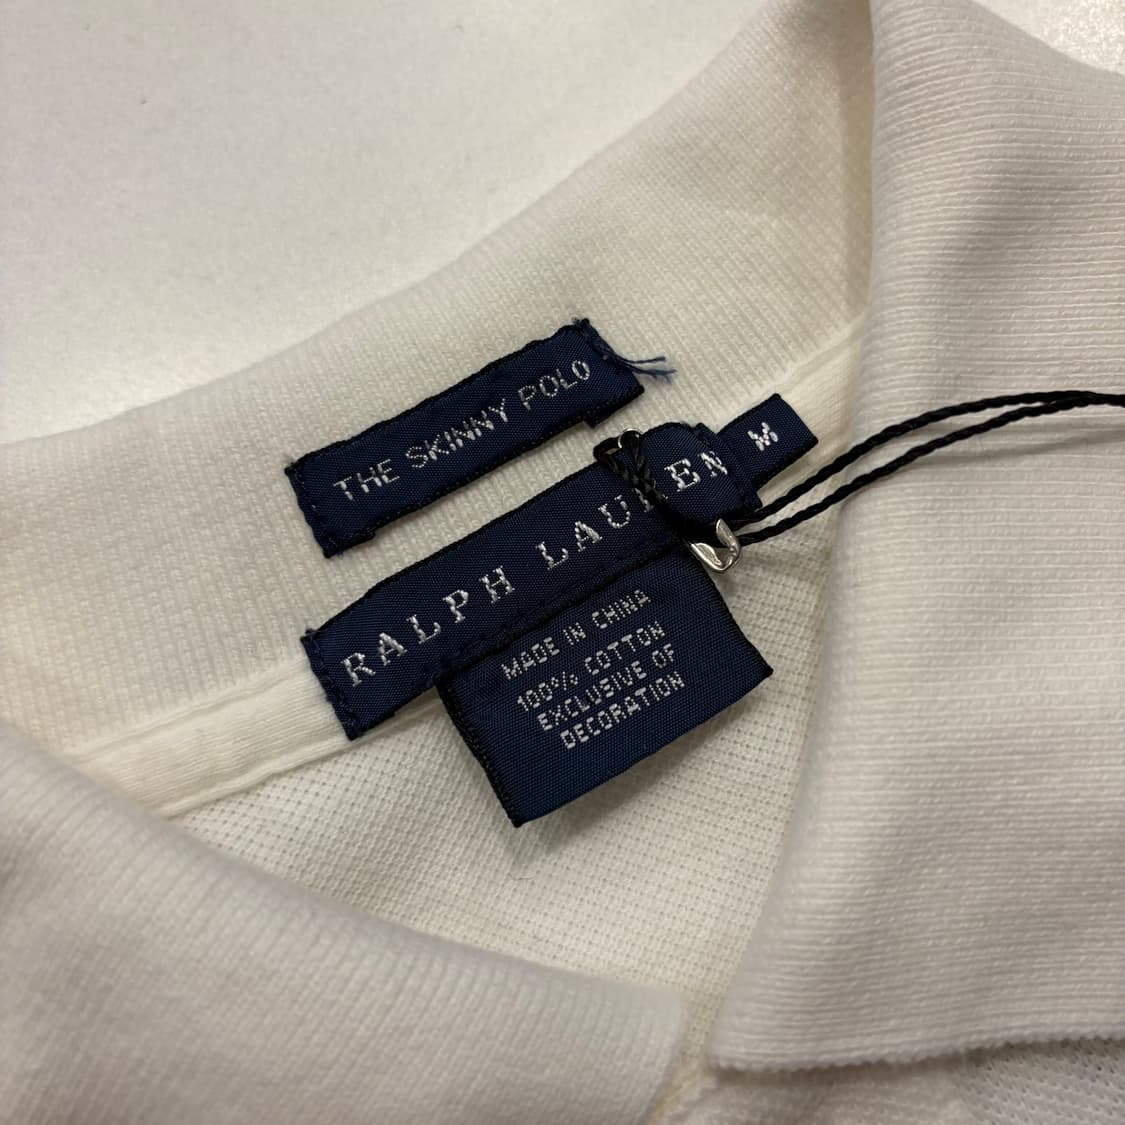 THE SKINNY POLO
RALPH LAUREN
M
MADE IN CHINA
100% COTTON
EXCLUSIVE OF
DECORATION